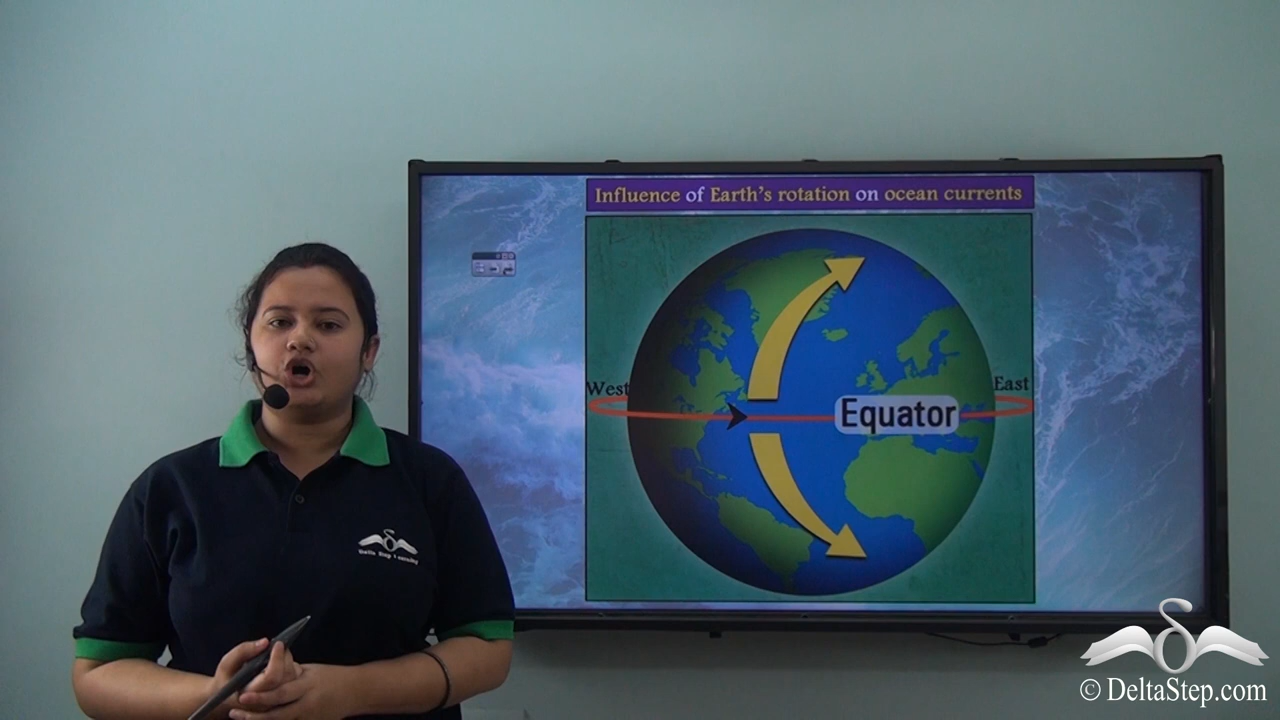 Influence of Earth's rotation on ocean currents
West
East
Equator
Delta Step
© DeltaStep.com